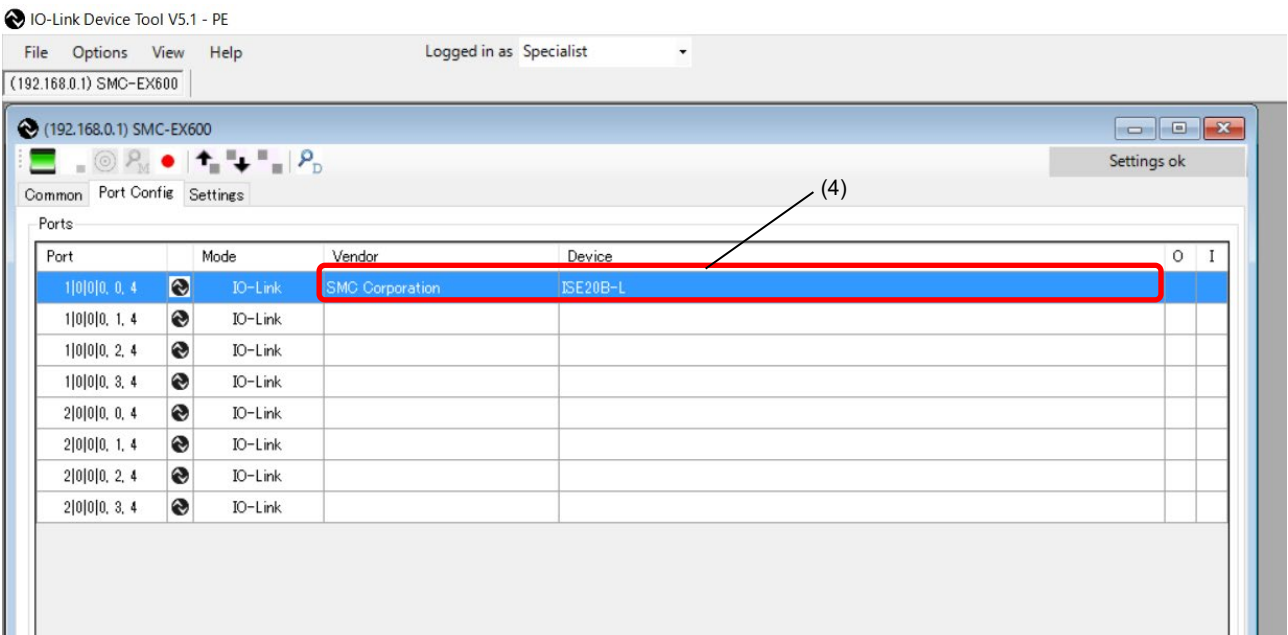 IO-Link Device Tool V5.1 - PE
File Options View Help Logged in as Specialist
(192.168.0.1) SMC-EX600
(192.168.0.1) SMC-EX600
M D Settings ok
Common Port Config Settings
(4)
Ports
Port Mode Vendor Device O I
1|0|0|0, 0, 4 IO-Link SMC Corporation ISE20B-L
1|0|0|0, 1, 4 IO-Link
1|0|0|0, 2, 4 IO-Link
1|0|0|0, 3, 4 IO-Link
2|0|0|0, 0, 4 IO-Link
2|0|0|0, 1, 4 IO-Link
2|0|0|0, 2, 4 IO-Link
2|0|0|0, 3, 4 IO-Link